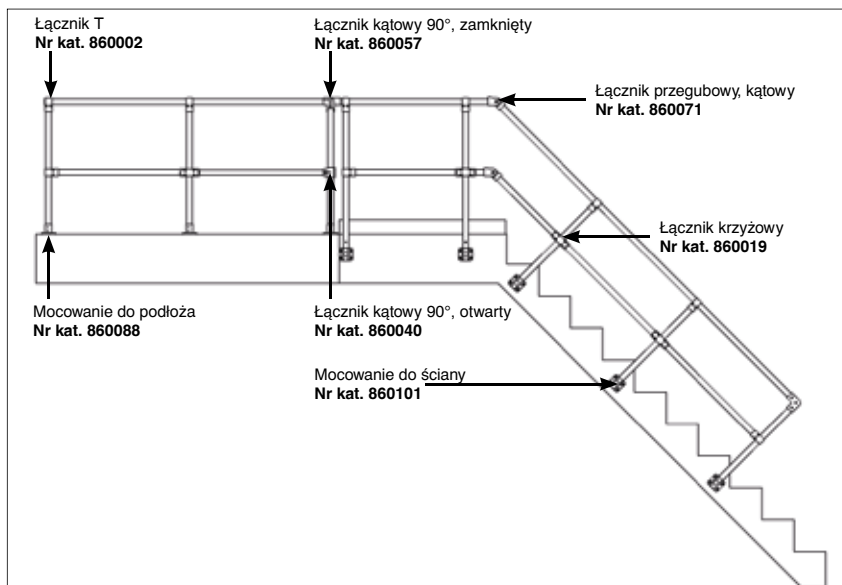 Łącznik T
Nr kat. 860002
Łącznik kątowy 90°, zamknięty
Nr kat. 860057
Łącznik przegubowy, kątowy
Nr kat. 860071
Łącznik krzyżowy
Nr kat. 860019
Mocowanie do podłoża
Nr kat. 860088
Łącznik kątowy 90°, otwarty
Nr kat. 860040
Mocowanie do ściany
Nr kat. 860101